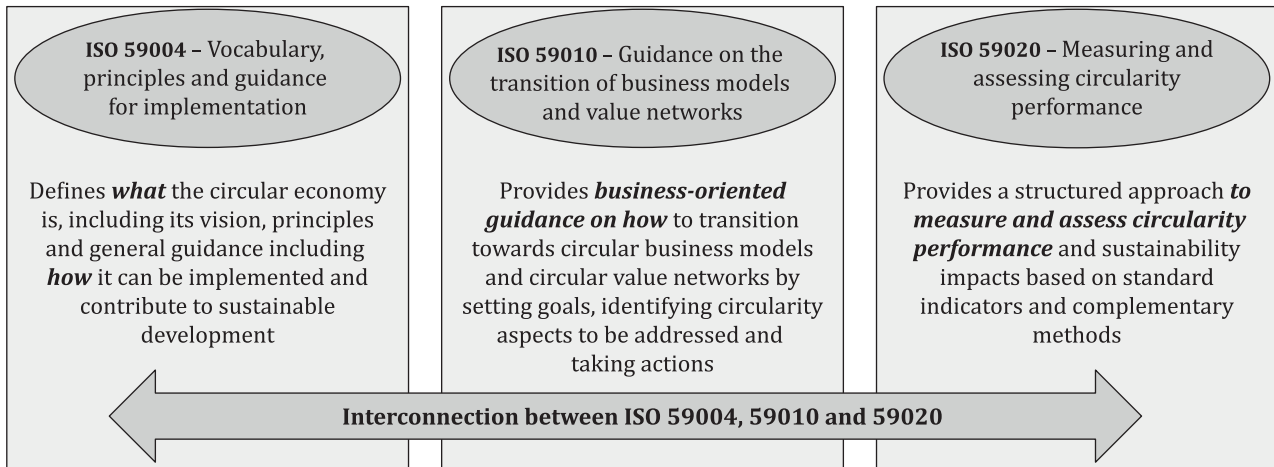 ISO 59004 – Vocabulary,
principles and guidance
for implementation
Defines what the circular economy
is, including its vision, principles
and general guidance including
how it can be implemented and
contribute to sustainable
development
ISO 59010 – Guidance on the
transition of business models
and value networks
Provides business-oriented
guidance on how to transition
towards circular business models
and circular value networks by
setting goals, identifying circularity
aspects to be addressed and
taking actions
ISO 59020 – Measuring and
assessing circularity
performance
Provides a structured approach to
measure and assess circularity
performance and sustainability
impacts based on standard
indicators and complementary
methods
Interconnection between ISO 59004, 59010 and 59020